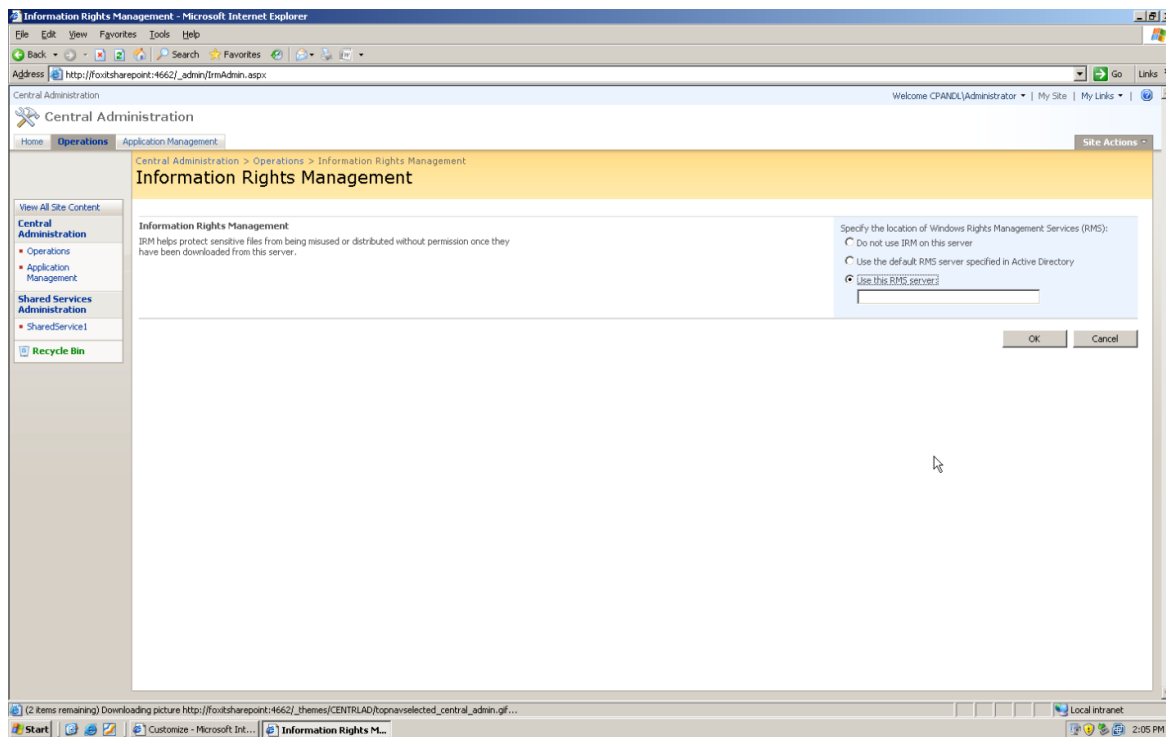 Information Rights Management - Microsoft Internet Explorer
File Edit View Favorites Tools Help
Back Search Favorites
Address http://foxitsharepoint:4662/_admin/IrmAdmin.aspx Go Links
Central Administration Welcome CPANDL\Administrator | My Site | My Links |
Central Administration
Home Operations Application Management Site Actions
Central Administration > Operations > Information Rights Management
Information Rights Management
View All Site Content
Central
Administration
Operations
Application
Management
Shared Services
Administration
SharedService1
Recycle Bin
Information Rights Management
IRM helps protect sensitive files from being misused or distributed without permission once they
have been downloaded from this server.
Specify the location of Windows Rights Management Services (RMS):
Do not use IRM on this server
Use the default RMS server specified in Active Directory
Use this RMS server:
OK Cancel
(2 items remaining) Downloading picture http://foxitsharepoint:4662/_themes/CENTRLAD/topnavselected_central_admin.gif... Local intranet
Start Customize - Microsoft Int... Information Rights M... 2:05 PM